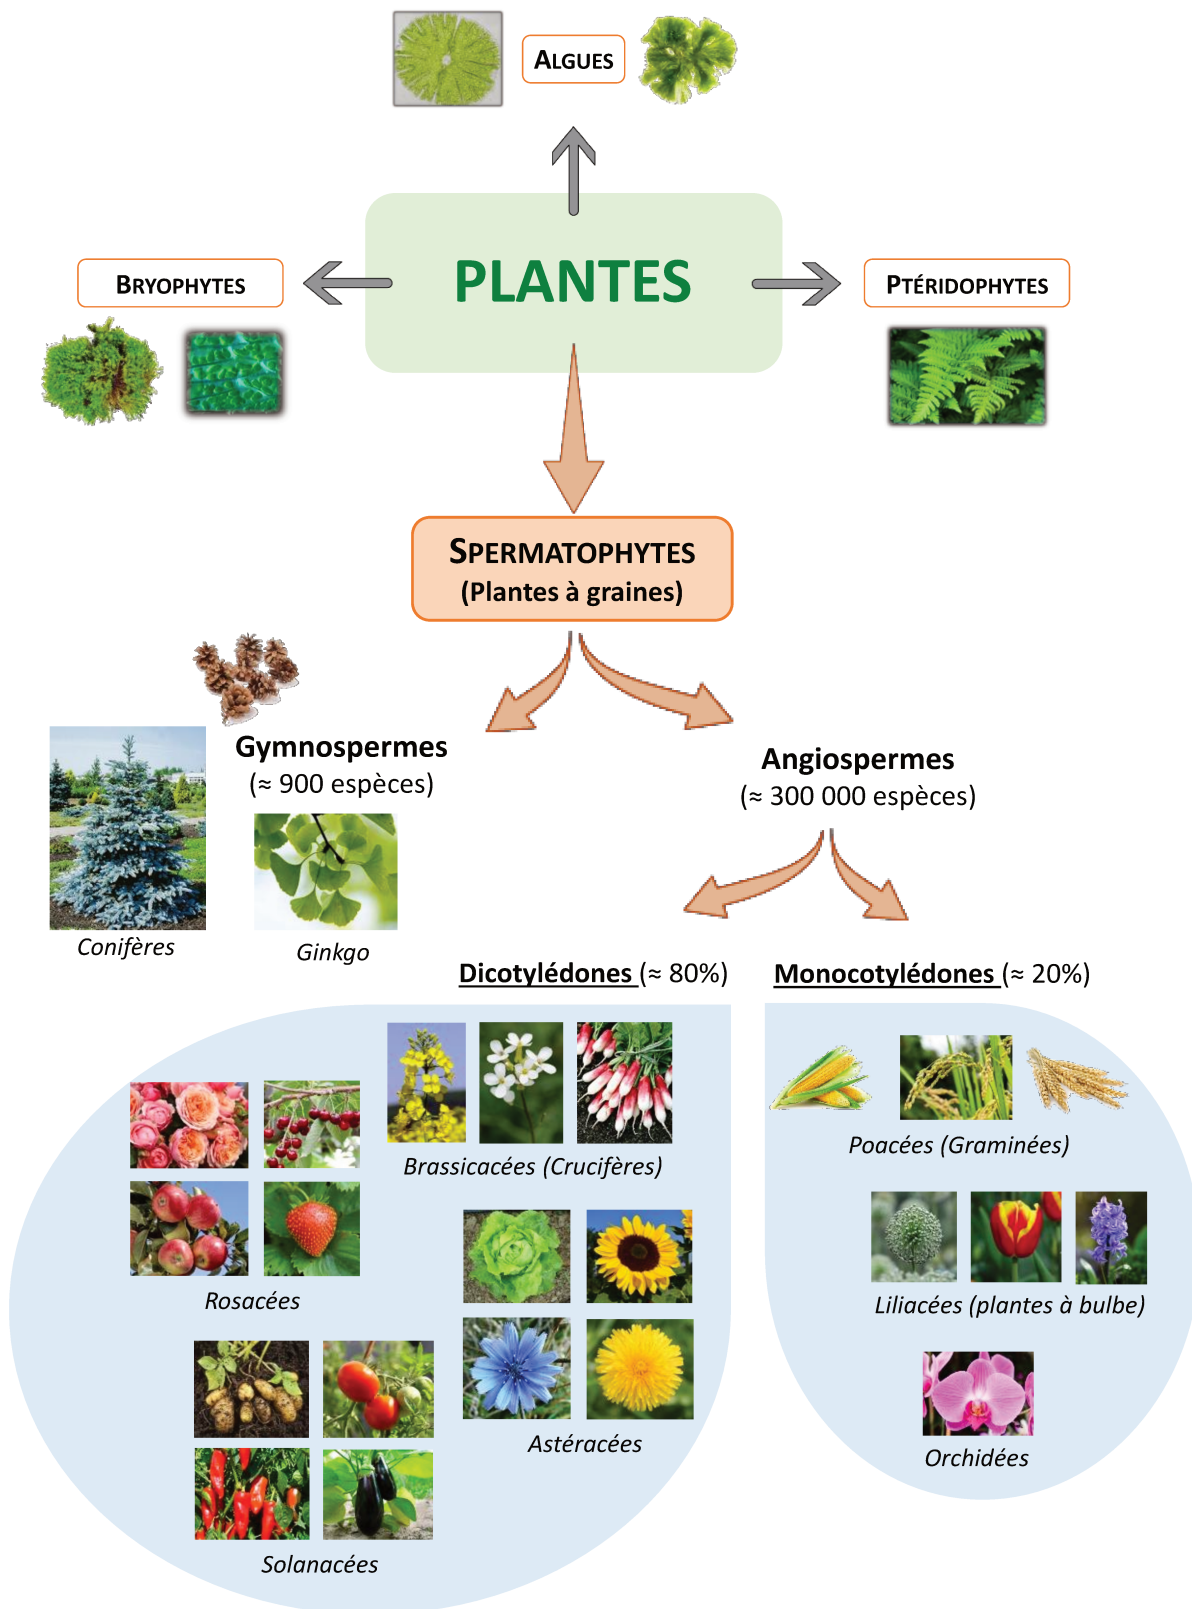 ALGUES
PLANTES
BRYOPHYTES
PTÉRIDOPHYTES
SPERMATOPHYTES
(Plantes à graines)
Gymnospermes
(≈ 900 espèces)
Angiospermes
(≈ 300 000 espèces)
Conifères
Ginkgo
Dicotylédones (≈ 80%)
Monocotylédones (≈ 20%)
Brassicacées (Crucifères)
Poacées (Graminées)
Rosacées
Liliacées (plantes à bulbe)
Astéracées
Orchidées
Solanacées